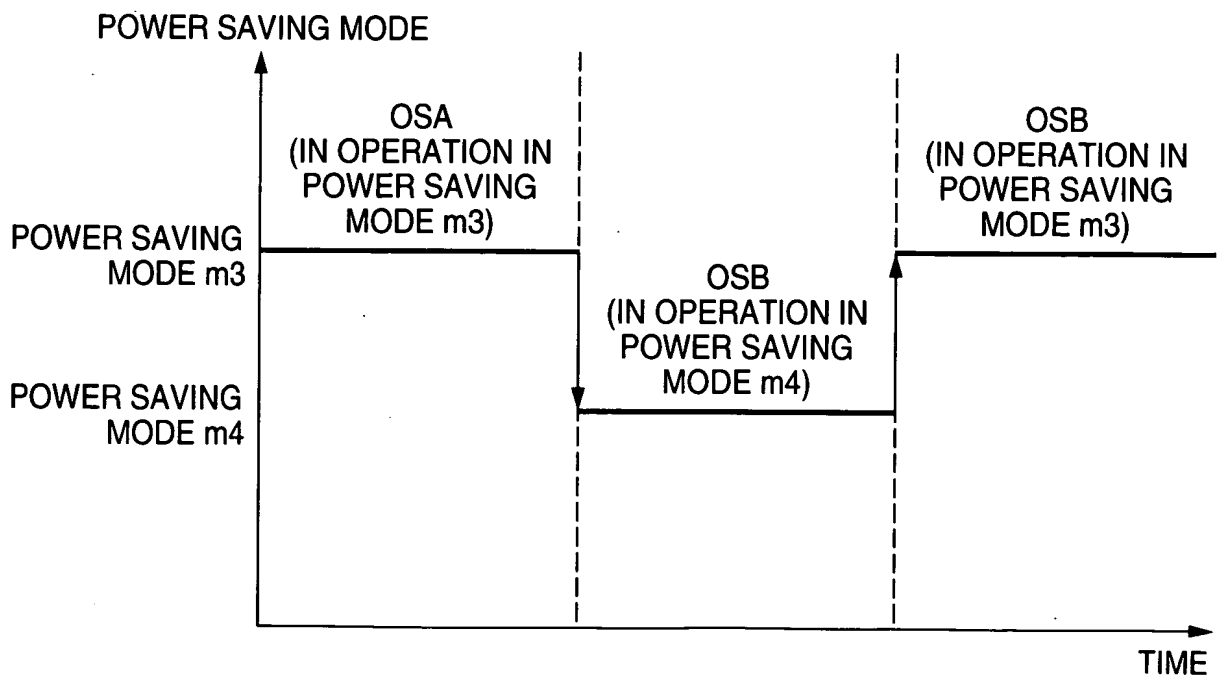 POWER SAVING MODE
OSA
(IN OPERATION IN
POWER SAVING
MODE m3)
OSB
(IN OPERATION IN
POWER SAVING
MODE m3)
POWER SAVING
MODE m3
OSB
(IN OPERATION IN
POWER SAVING
MODE m4)
POWER SAVING
MODE m4
TIME